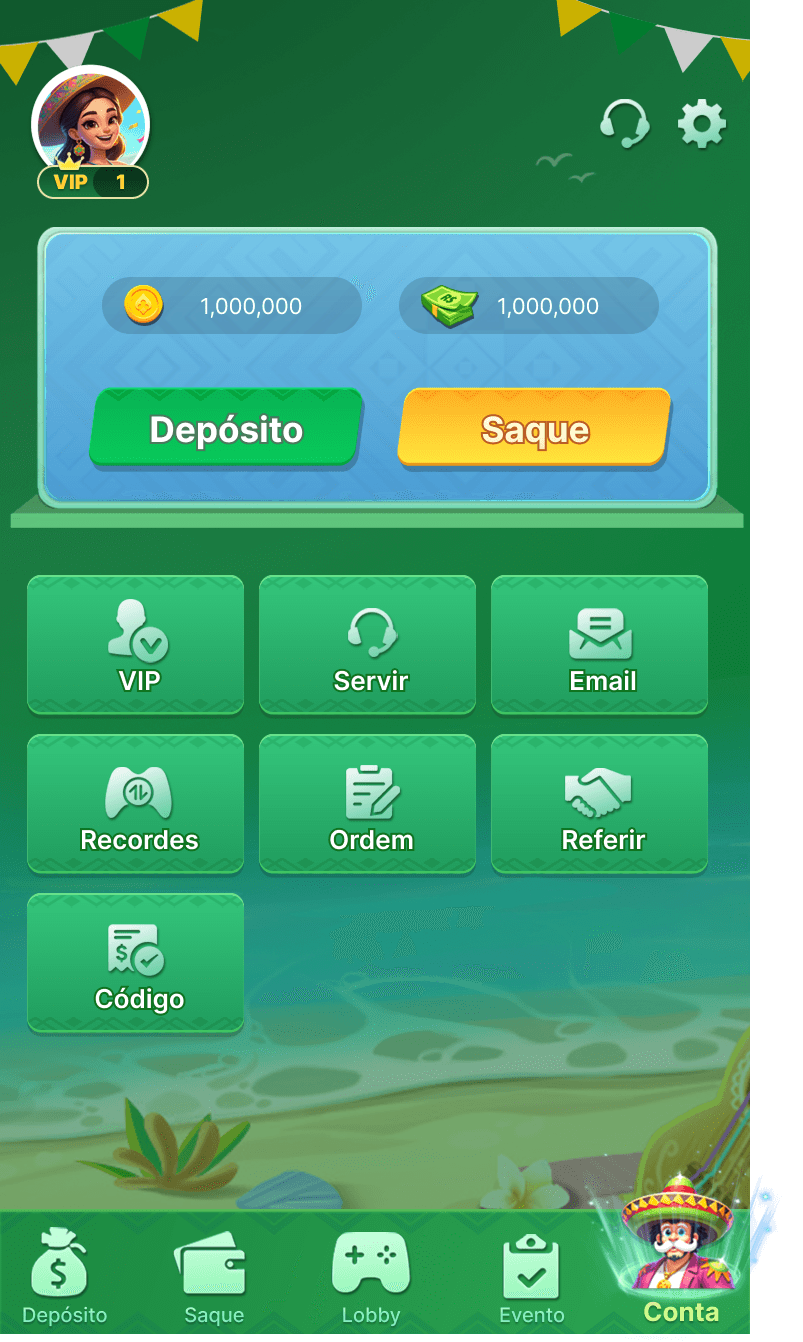 VIP 1
1,000,000 1,000,000
Depósito Saque
VIP Servir Email
Recordes Ordem Referir
Código
Depósito Saque Lobby Evento Conta